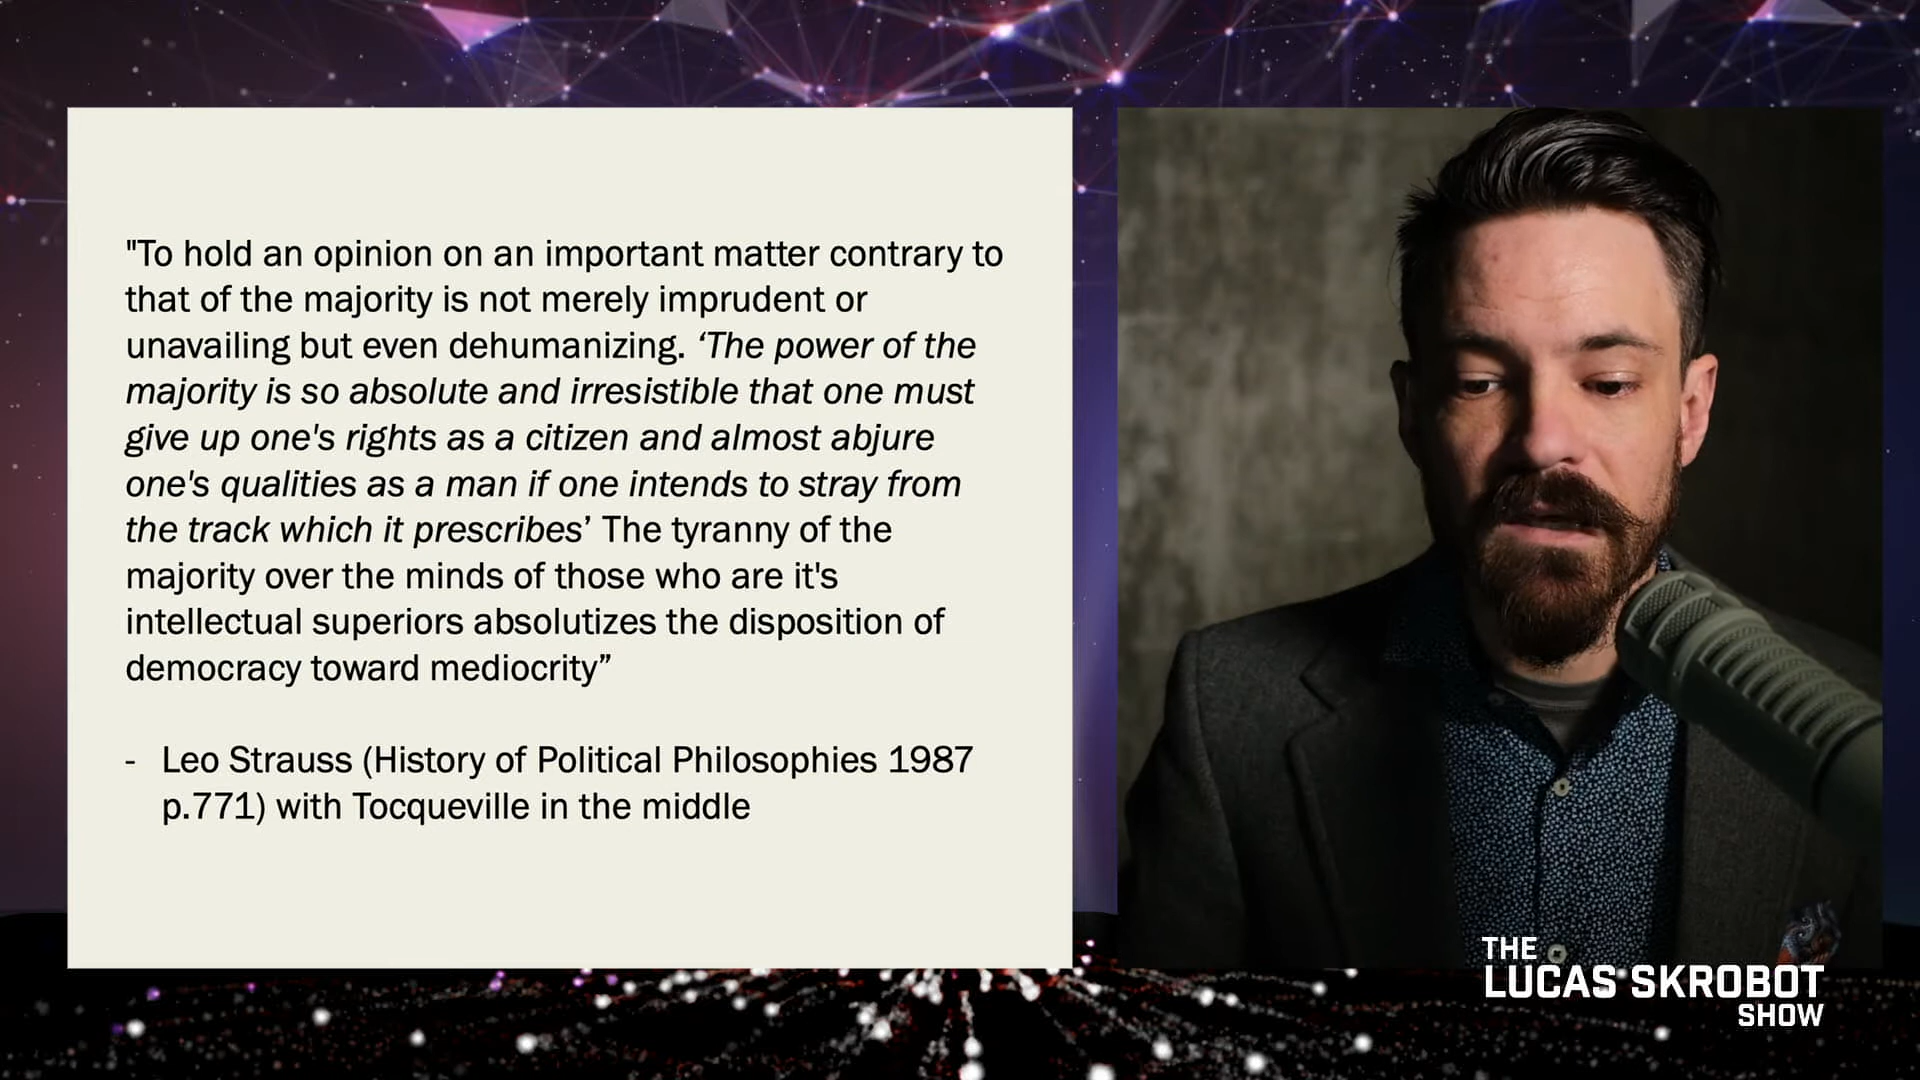 "To hold an opinion on an important matter contrary to
that of the majority is not merely imprudent or
unavailing but even dehumanizing. ‘The power of the
majority is so absolute and irresistible that one must
give up one's rights as a citizen and almost abjure
one's qualities as a man if one intends to stray from
the track which it prescribes’ The tyranny of the
majority over the minds of those who are it's
intellectual superiors absolutizes the disposition of
democracy toward mediocrity”
- Leo Strauss (History of Political Philosophies 1987
p.771) with Tocqueville in the middle
THE
LUCAS SKROBOT
SHOW